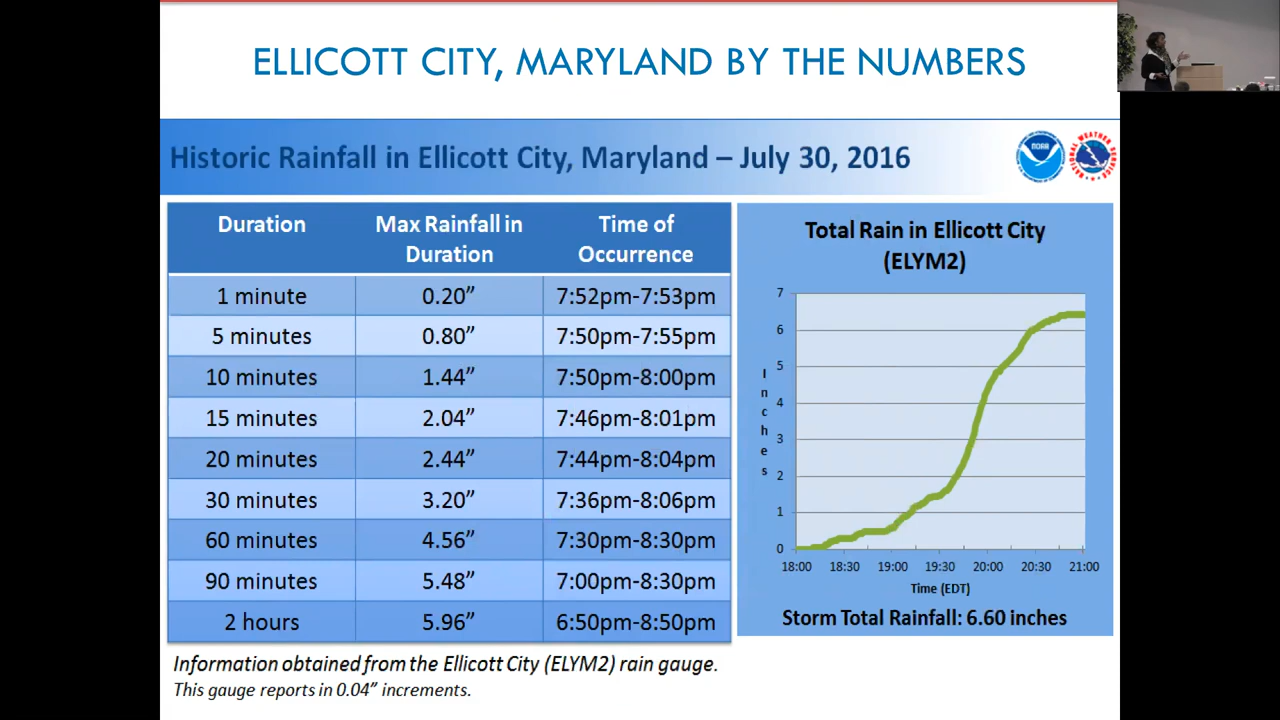 ELLICOTT CITY, MARYLAND BY THE NUMBERS
Historic Rainfall in Ellicott City, Maryland – July 30, 2016
NOAA
Duration Max Rainfall in Duration Time of Occurrence
1 minute 0.20” 7:52pm-7:53pm
5 minutes 0.80” 7:50pm-7:55pm
10 minutes 1.44” 7:50pm-8:00pm
15 minutes 2.04” 7:46pm-8:01pm
20 minutes 2.44” 7:44pm-8:04pm
30 minutes 3.20” 7:36pm-8:06pm
60 minutes 4.56” 7:30pm-8:30pm
90 minutes 5.48” 7:00pm-8:30pm
2 hours 5.96” 6:50pm-8:50pm
Total Rain in Ellicott City
(ELYM2)
Inches
7
6
5
4
3
2
1
0
18:00 18:30 19:00 19:30 20:00 20:30 21:00
Time (EDT)
Storm Total Rainfall: 6.60 inches
Information obtained from the Ellicott City (ELYM2) rain gauge.
This gauge reports in 0.04” increments.